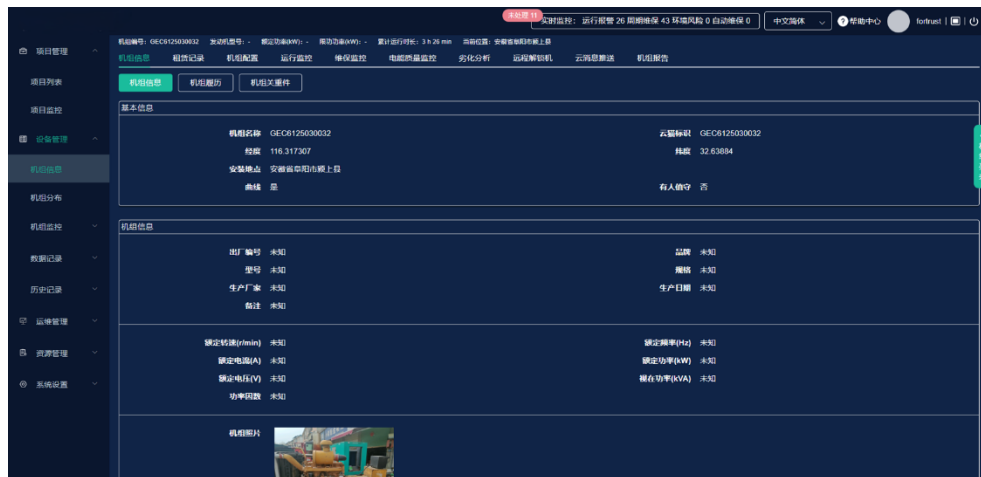 未处理 11
实时监控: 运行报警 26 周期维保 43 环境风险 0 自动维保 0
中文简体
帮助中心
fortrust
机组编号: GEC6125030032 发动机型号: - 额定功率(kW): - 视功功率(kW): - 累计运行时长: 3 h 26 min 当前位置: 安徽省阜阳市颍上县
项目管理
项目列表
项目监控
设备管理
机组信息
机组分布
机组监控
数据记录
历史记录
运维管理
资源管理
系统设置
机组信息 租赁记录 机组配置 运行监控 维保监控 电能质量监控 劣化分析 远程解锁机 云消息推送 机组报告
机组信息 机组履历 机组关重件
基本信息
机组名称 GEC6125030032 云猫标识 GEC6125030032
经度 116.317307 纬度 32.63884
安装地点 安徽省阜阳市颍上县
曲线 是 有人值守 否
机组信息
出厂编号 未知 品牌 未知
型号 未知 规格 未知
生产厂家 未知 生产日期 未知
备注 未知
额定转速(r/min) 未知 额定频率(Hz) 未知
额定电流(A) 未知 额定功率(kW) 未知
额定电压(V) 未知 视在功率(kVA) 未知
功率因数 未知
机组照片